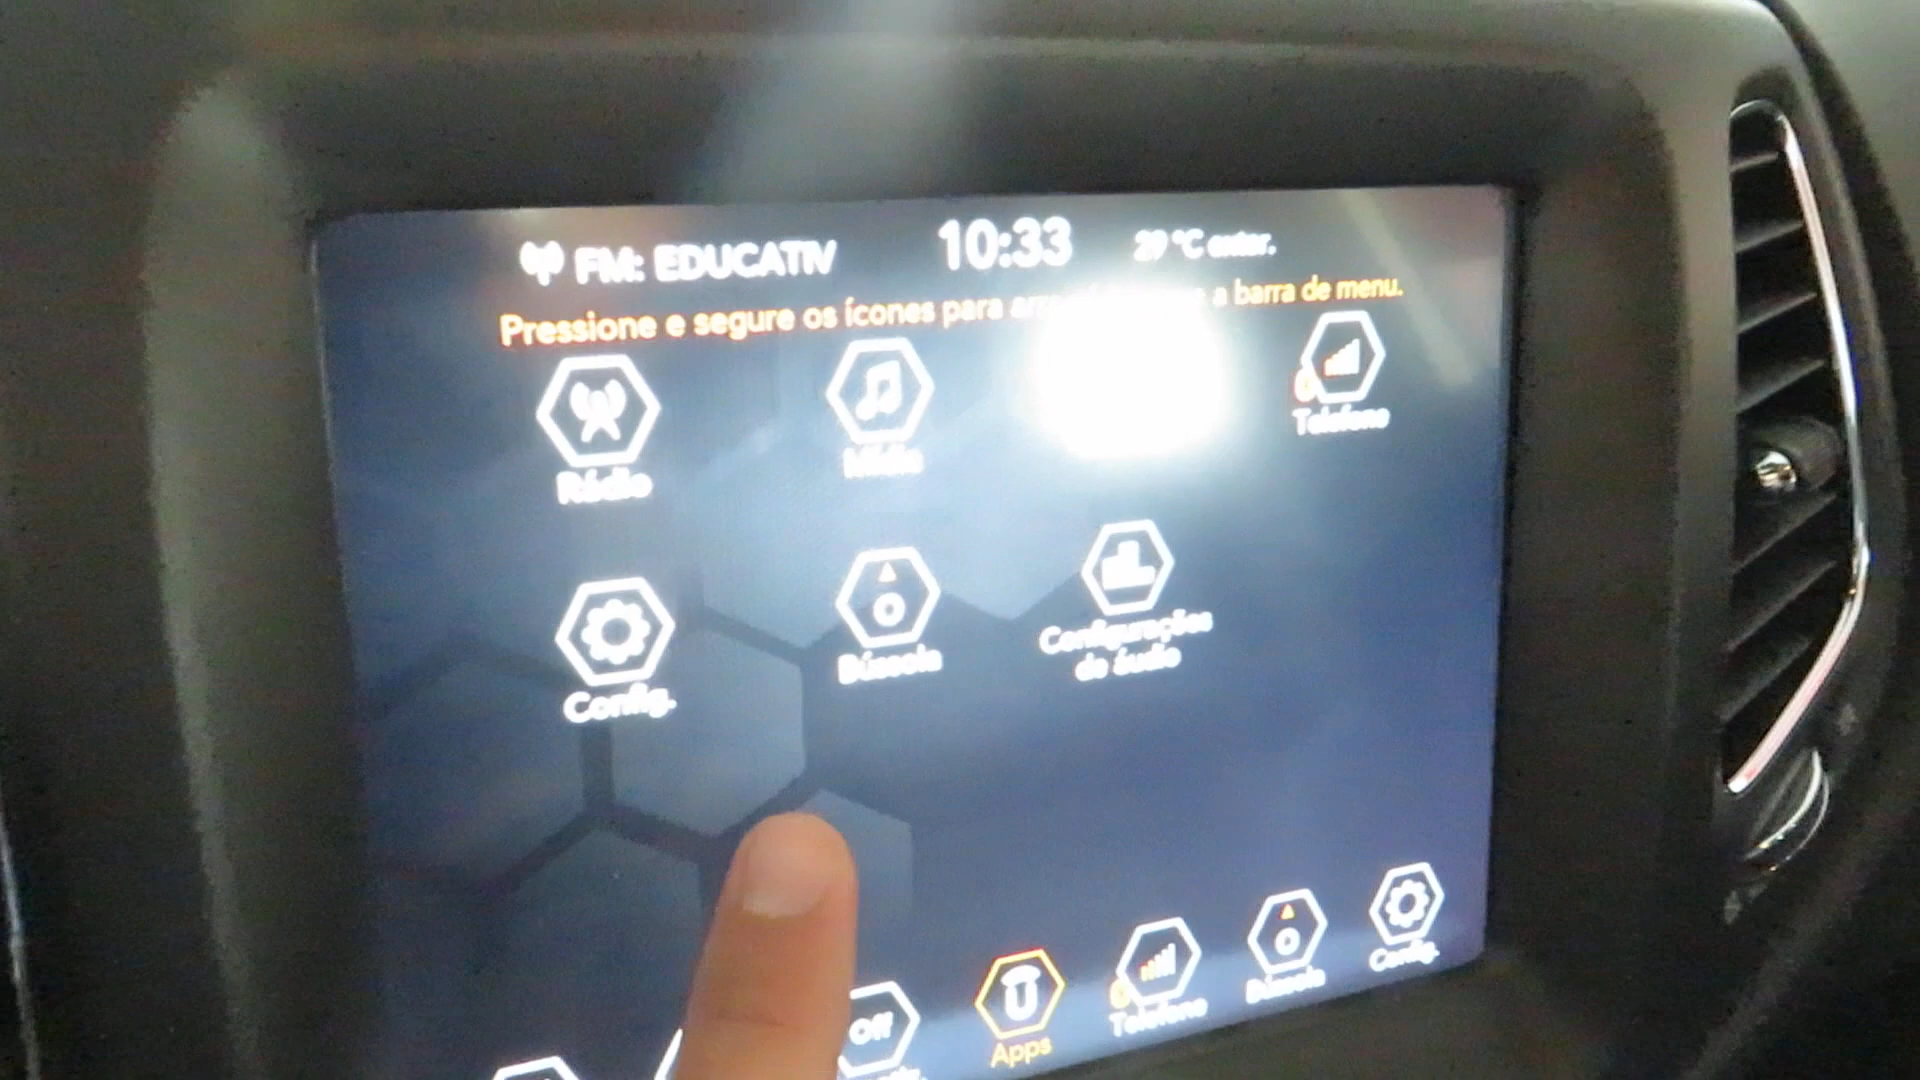 FM: EDUCATIV 10:33 29 °C exter.
Pressione e segure os ícones para a barra de menu.
Rádio Mídia Telefone
Config. Bússola Configurações
de áudio
Off Apps Telefone Bússola Config.